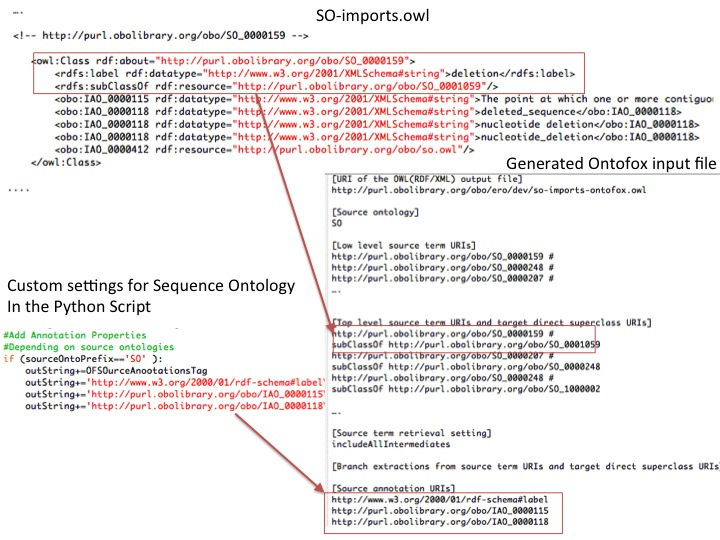 SO-imports.owl
....
<!-- http://purl.obolibrary.org/obo/SO_0000159 -->
<owl:Class rdf:about="http://purl.obolibrary.org/obo/SO_0000159">
<rdfs:label rdf:datatype="http://www.w3.org/2001/XMLSchema#string">deletion</rdfs:label>
<rdfs:subClassOf rdf:resource="http://purl.obolibrary.org/obo/SO_0001059"/>
<obo:IAO_0000115 rdf:datatype="http://www.w3.org/2001/XMLSchema#string">The point at which one or more contiguou
<obo:IAO_0000118 rdf:datatype="http://www.w3.org/2001/XMLSchema#string">deleted_sequence</obo:IAO_0000118>
<obo:IAO_0000118 rdf:datatype="http://www.w3.org/2001/XMLSchema#string">nucleotide deletion</obo:IAO_0000118>
<obo:IAO_0000118 rdf:datatype="http://www.w3.org/2001/XMLSchema#string">nucleotide_deletion</obo:IAO_0000118>
<obo:IAO_0000412 rdf:resource="http://purl.obolibrary.org/obo/so.owl"/>
</owl:Class>
....
Generated Ontofox input file
[URI of the OWL(RDF/XML) output file]
http://purl.obolibrary.org/obo/ero/dev/so-imports-ontofox.owl
[Source ontology]
SO
[Low level source term URIs]
http://purl.obolibrary.org/obo/SO_0000159 #
http://purl.obolibrary.org/obo/SO_0000248 #
http://purl.obolibrary.org/obo/SO_0000207 #
....
[Top level source term URIs and target direct superclass URIs]
http://purl.obolibrary.org/obo/SO_0000159 #
subClassOf http://purl.obolibrary.org/obo/SO_0001059
http://purl.obolibrary.org/obo/SO_0000207 #
subClassOf http://purl.obolibrary.org/obo/SO_0000248
http://purl.obolibrary.org/obo/SO_0000248 #
subClassOf http://purl.obolibrary.org/obo/SO_1000002
....
[Source term retrieval setting]
includeAllIntermediates
[Branch extractions from source term URIs and target direct superclass URIs]
[Source annotation URIs]
http://www.w3.org/2000/01/rdf-schema#label
http://purl.obolibrary.org/obo/IAO_0000115
http://purl.obolibrary.org/obo/IAO_0000118
Custom settings for Sequence Ontology
In the Python Script
#Add Annotation Properties
#Depending on source ontologies
if (sourceOntoPrefix=='SO' ):
outString+=OFSOurceAnootationsTag
outString+='http://www.w3.org/2000/01/rdf-schema#label\
outString+='http://purl.obolibrary.org/obo/IAO_0000115\
outString+='http://purl.obolibrary.org/obo/IAO_0000118\